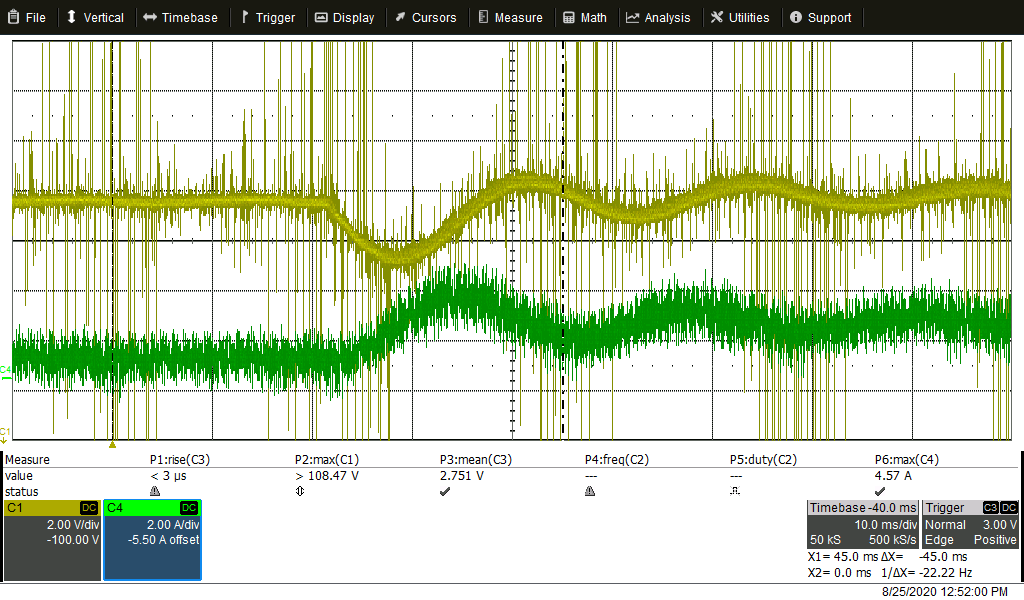 File Vertical Timebase Trigger Display Cursors Measure Math Analysis Utilities Support
C4
C1
Measure P1:rise(C3) P2:max(C1) P3:mean(C3) P4:freq(C2) P5:duty(C2) P6:max(C4)
value < 3 µs > 108.47 V 2.751 V --- --- 4.57 A
status
C1 DC
2.00 V/div
-100.00 V
C4 DC
2.00 A/div
-5.50 A offset
Timebase -40.0 ms
10.0 ms/div
50 kS 500 kS/s
Trigger C3 DC
Normal 3.00 V
Edge Positive
X1= 45.0 ms ΔX= -45.0 ms
X2= 0.0 ms 1/ΔX= -22.22 Hz
8/25/2020 12:52:00 PM